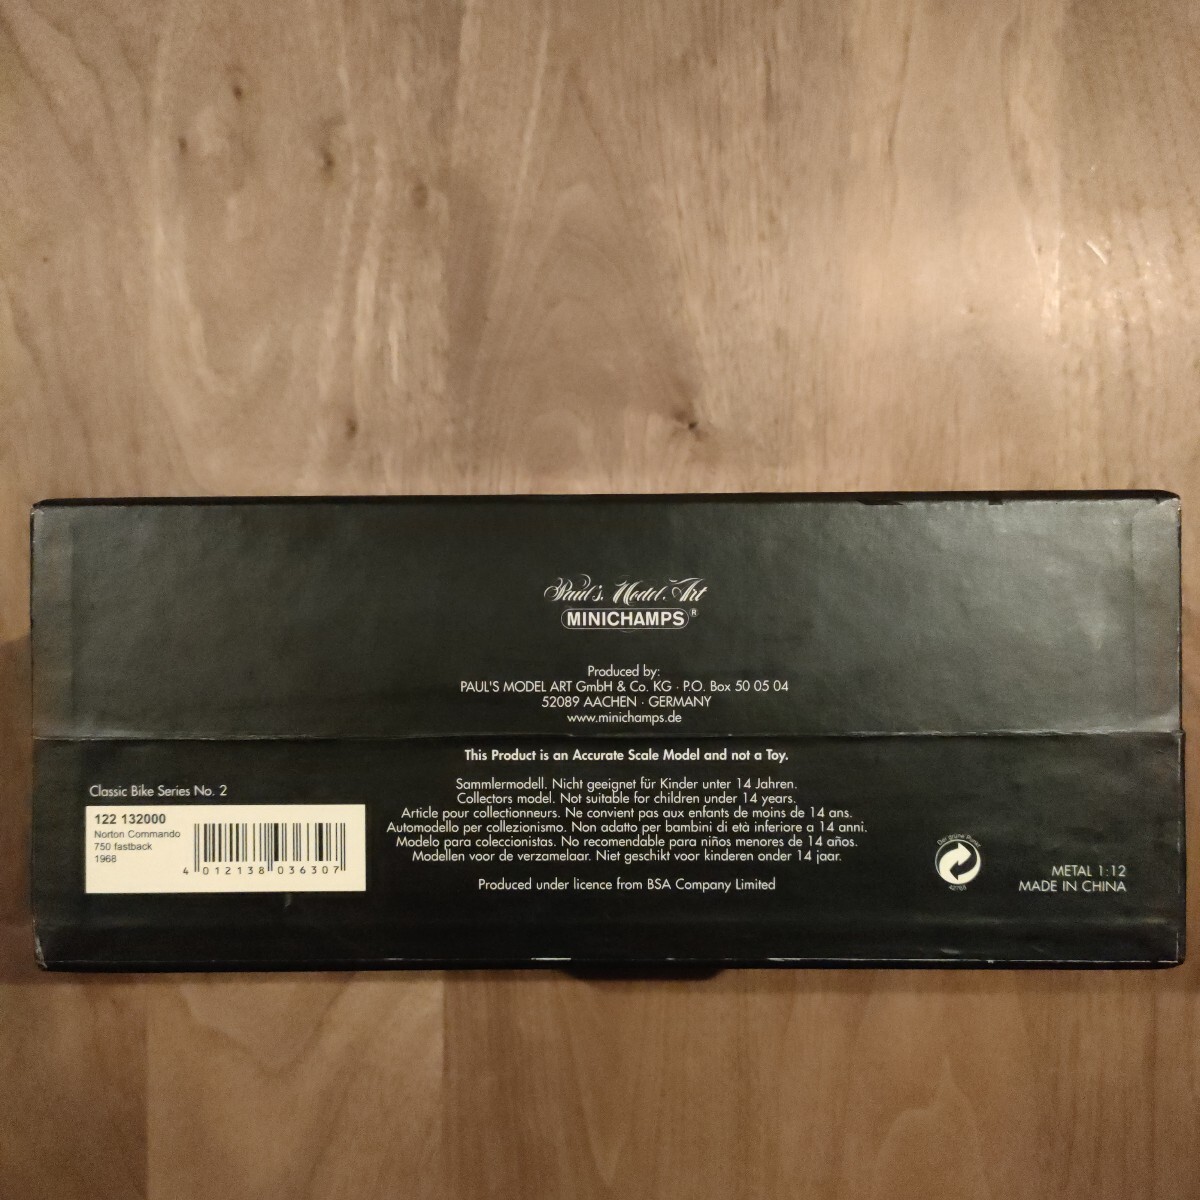 Paul's Model Art
MINICHAMPS®
Produced by:
PAUL'S MODEL ART GmbH & Co. KG · P.O. Box 50 05 04
52089 AACHEN · GERMANY
www.minichamps.de
This Product is an Accurate Scale Model and not a Toy.
Sammlermodell. Nicht geeignet für Kinder unter 14 Jahren.
Collectors model. Not suitable for children under 14 years.
Article pour collectionneurs. Ne convient pas aux enfants de moins de 14 ans.
Automodello per collezionismo. Non adatto per bambini di età inferiore a 14 anni.
Modelo para coleccionistas. No recomendable para niños menores de 14 años.
Modellen voor de verzamelaar. Niet geschikt voor kinderen onder 14 jaar.
Produced under licence from BSA Company Limited
Classic Bike Series No. 2
122 132000
Norton Commando
750 fastback
1968
4 012138 036307
Der grüne Punkt
METAL 1:12
MADE IN CHINA